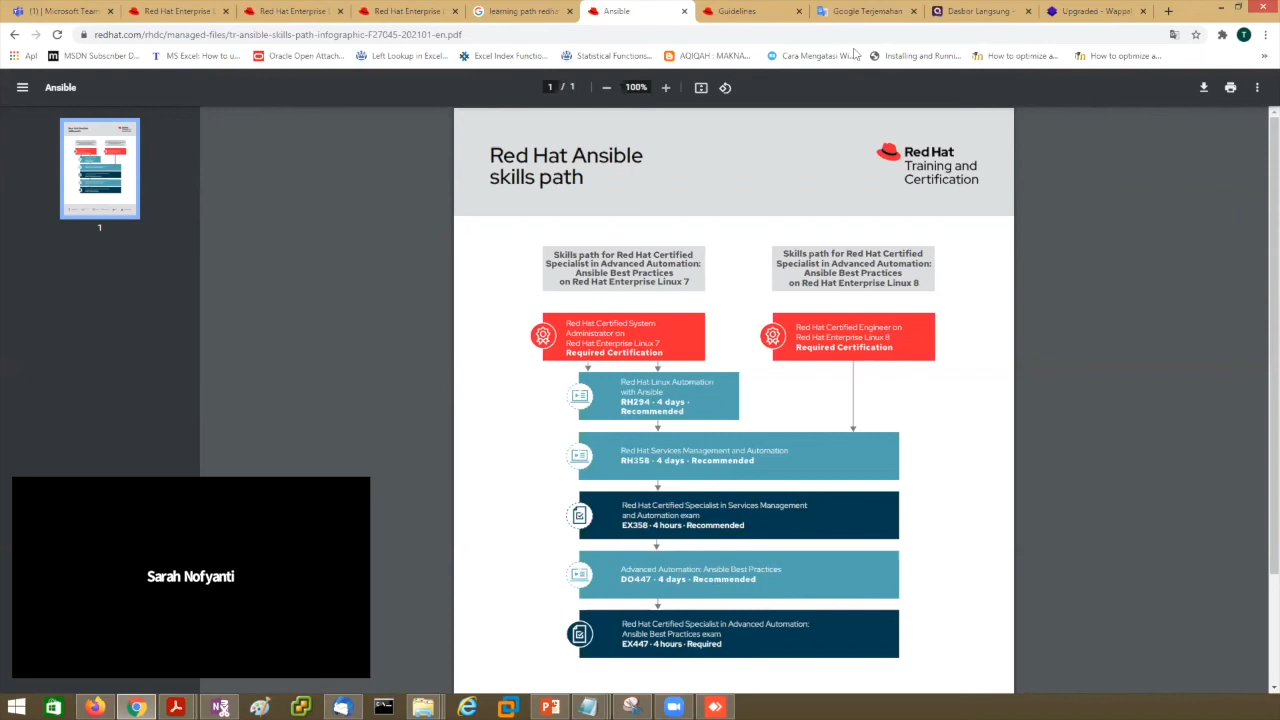 (1) Microsoft Team
Red Hat Enterprise L
Red Hat Enterprise L
Red Hat Enterprise L
learning path redh
Ansible
Guidelines
Google Terjemahan
Dasbor Langsung -
Upgraded - Wappal
redhat.com/rhdc/managed-files/tr-ansible-skills-path-infographic-F27045-202101-en.pdf
T
Apl
MSDN Subscriber D...
MS Excel: How to u...
Oracle Open Attach...
Left Lookup in Excel...
Excel Index Functio...
Statistical Functions...
AQIQAH : MAKNA...
Cara Mengatasi Wi...
Installing and Runni...
How to optimize a...
How to optimize a...
Ansible
1 / 1
100%
1
Red Hat Ansible
skills path
Red Hat
Training and
Certification
Skills path for Red Hat Certified
Specialist in Advanced Automation:
Ansible Best Practices
on Red Hat Enterprise Linux 7
Skills path for Red Hat Certified
Specialist in Advanced Automation:
Ansible Best Practices
on Red Hat Enterprise Linux 8
Red Hat Certified System
Administrator on
Red Hat Enterprise Linux 7
Required Certification
Red Hat Certified Engineer on
Red Hat Enterprise Linux 8
Required Certification
Red Hat Linux Automation
with Ansible
RH294 · 4 days ·
Recommended
Red Hat Services Management and Automation
RH358 · 4 days · Recommended
Red Hat Certified Specialist in Services Management
and Automation exam
EX358 · 4 hours · Recommended
Advanced Automation: Ansible Best Practices
DO447 · 4 days · Recommended
Red Hat Certified Specialist in Advanced Automation:
Ansible Best Practices exam
EX447 · 4 hours · Required
Sarah Nofyanti